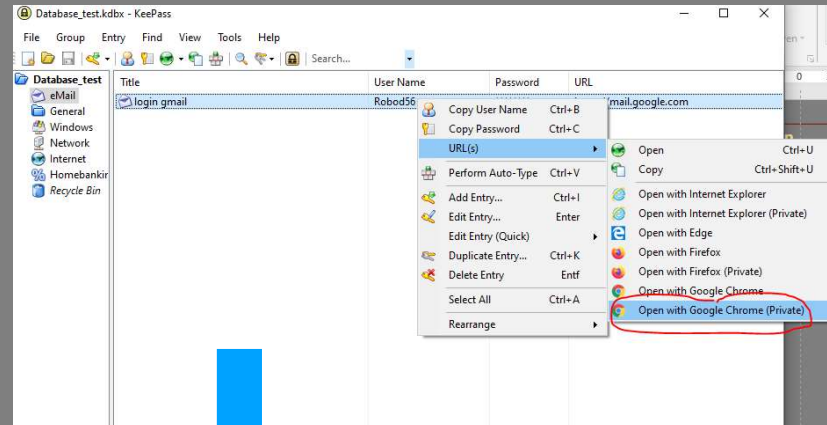 Database_test.kdbx - KeePass
File Group Entry Find View Tools Help
Search...
Database_test
eMail
General
Windows
Network
Internet
Homebankir
Recycle Bin
Title User Name Password URL
login gmail Robod56 mail.google.com
Copy User Name Ctrl+B
Copy Password Ctrl+C
URL(s)
Perform Auto-Type Ctrl+V
Add Entry... Ctrl+I
Edit Entry... Enter
Edit Entry (Quick)
Duplicate Entry... Ctrl+K
Delete Entry Entf
Select All Ctrl+A
Rearrange
Open Ctrl+U
Copy Ctrl+Shift+U
Open with Internet Explorer
Open with Internet Explorer (Private)
Open with Edge
Open with Firefox
Open with Firefox (Private)
Open with Google Chrome
Open with Google Chrome (Private)
0